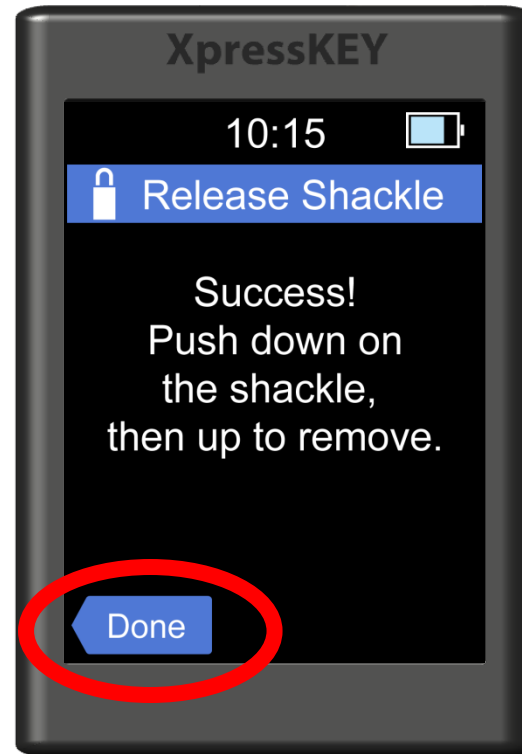 XpressKEY
10:15
Release Shackle
Success!
Push down on
the shackle,
then up to remove.
Done